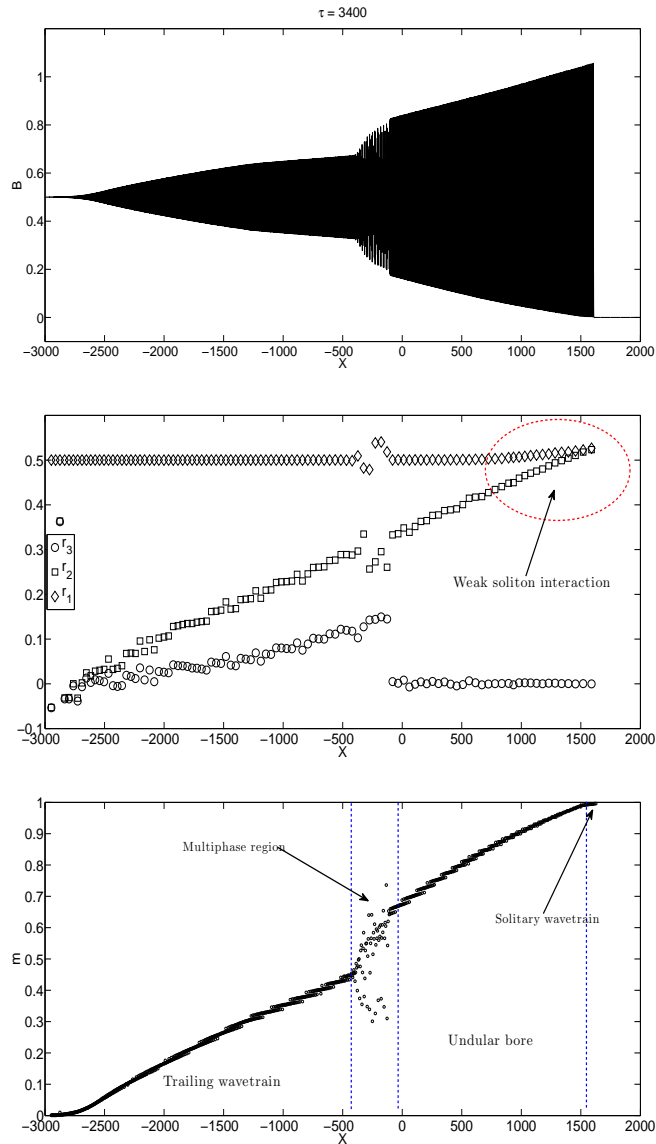 τ = 3400
1
0.8
0.6
0.4
0.2
0
B
−3000 −2500 −2000 −1500 −1000 −500 0 500 1000 1500 2000
X
0.5
0.4
0.3
0.2
0.1
0
−0.1
r3
r2
r1
Weak soliton interaction
−3000 −2500 −2000 −1500 −1000 −500 0 500 1000 1500 2000
X
1
0.9
0.8
0.7
0.6
0.5
0.4
0.3
0.2
0.1
0
m
Multiphase region
Solitary wavetrain
Undular bore
Trailing wavetrain
−3000 −2500 −2000 −1500 −1000 −500 0 500 1000 1500 2000
X